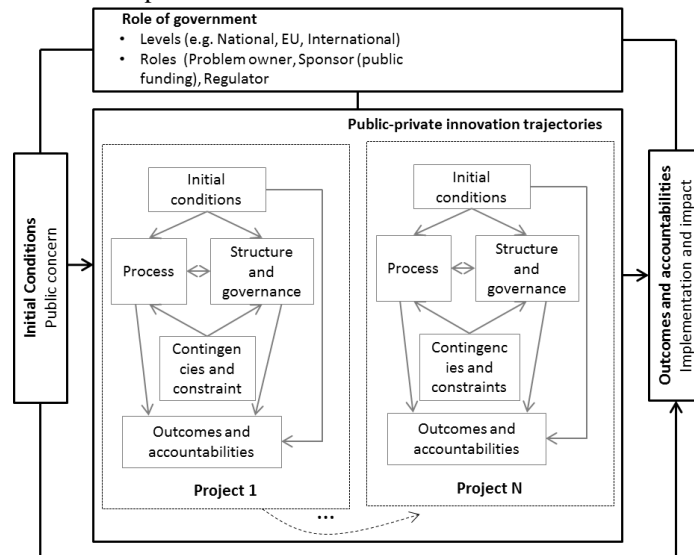 Role of government
• Levels (e.g. National, EU, International)
• Roles (Problem owner, Sponsor (public
funding), Regulator
Public-private innovation trajectories
Initial Conditions
Public concern
Initial
conditions
Process
Structure
and
governance
Contingen
cies and
constraint
Outcomes and
accountabilities
Project 1
...
Initial
conditions
Process
Structure
and
governance
Contingenc
ies and
constraints
Outcomes and
accountabilities
Project N
Outcomes and accountabilities
Implementation and impact